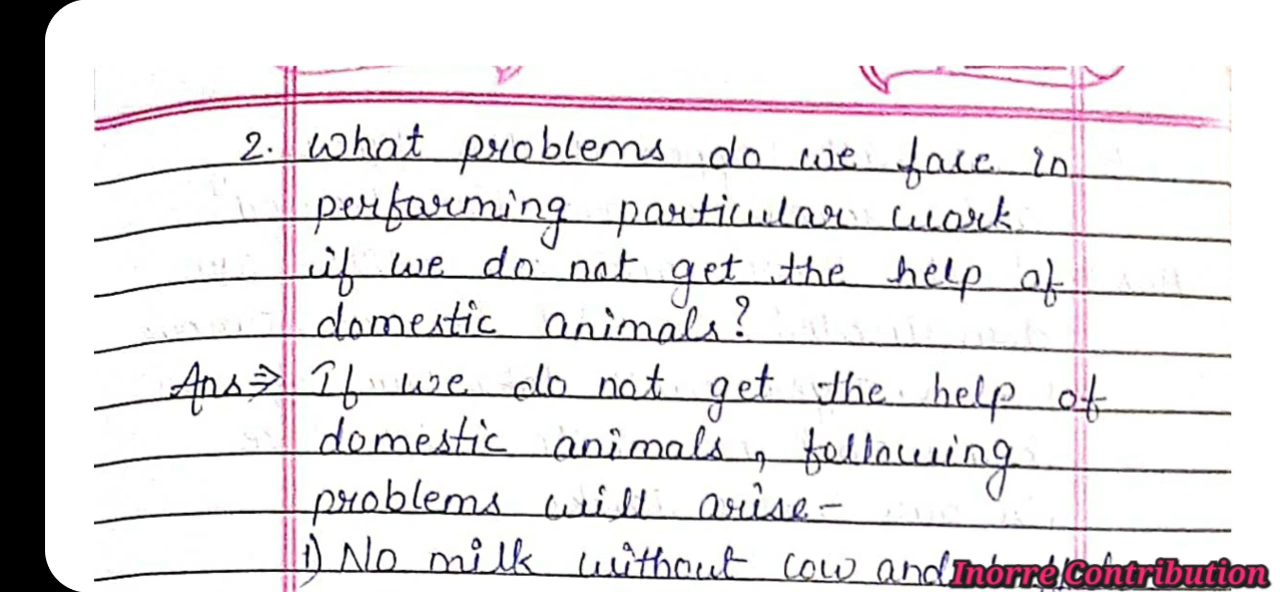 2. What problems do we face in
performing particular work
if we do not get the help of
domestic animals?
Ans⇒ If we do not get the help of
domestic animals, following
problems will arise-
i) No milk without cow and
Inorre Contribution